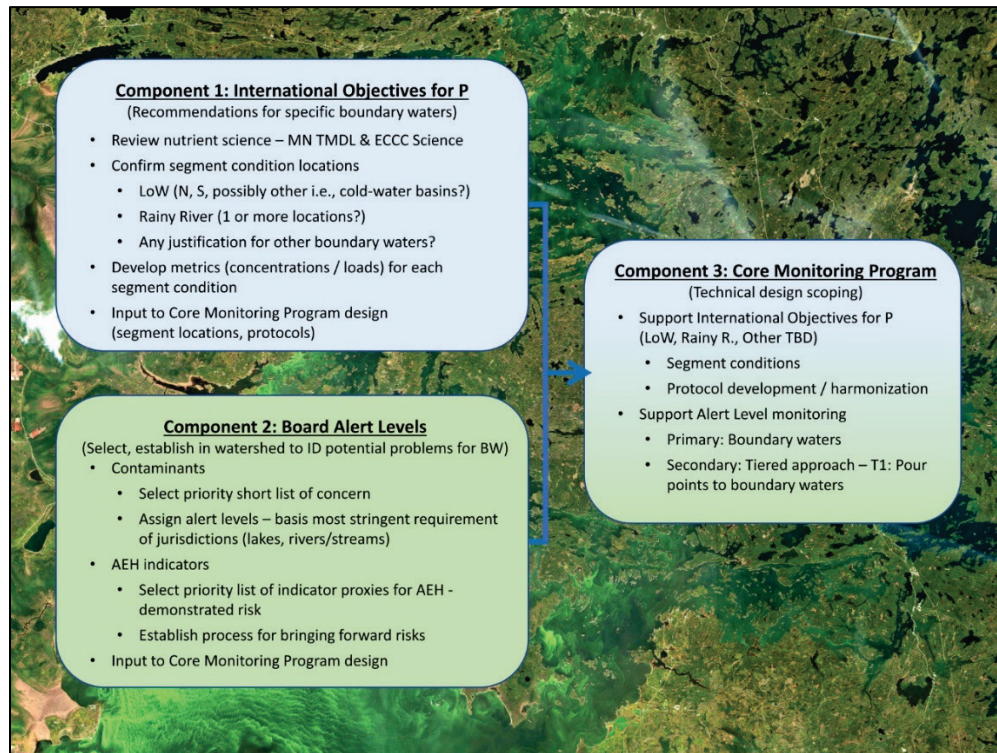 Component 1: International Objectives for P
(Recommendations for specific boundary waters)
• Review nutrient science – MN TMDL & ECCC Science
• Confirm segment condition locations
• LoW (N, S, possibly other i.e., cold-water basins?)
• Rainy River (1 or more locations?)
• Any justification for other boundary waters?
• Develop metrics (concentrations / loads) for each
segment condition
• Input to Core Monitoring Program design
(segment locations, protocols)
Component 2: Board Alert Levels
(Select, establish in watershed to ID potential problems for BW)
• Contaminants
• Select priority short list of concern
• Assign alert levels – basis most stringent requirement
of jurisdictions (lakes, rivers/streams)
• AEH indicators
• Select priority list of indicator proxies for AEH -
demonstrated risk
• Establish process for bringing forward risks
• Input to Core Monitoring Program design
Component 3: Core Monitoring Program
(Technical design scoping)
• Support International Objectives for P
(LoW, Rainy R., Other TBD)
• Segment conditions
• Protocol development / harmonization
• Support Alert Level monitoring
• Primary: Boundary waters
• Secondary: Tiered approach – T1: Pour
points to boundary waters